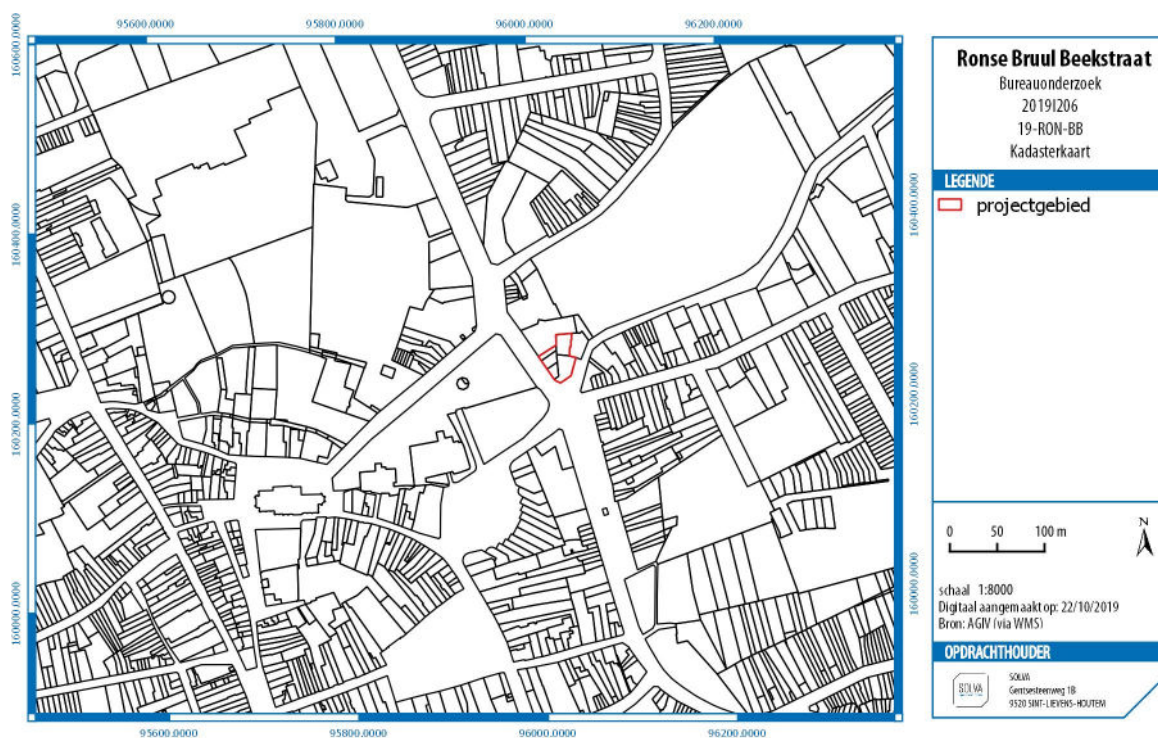 95600.0000 95800.0000 96000.0000 96200.0000
160600.0000
160400.0000
160200.0000
160000.0000
160400.0000
160200.0000
160000.0000
95600.0000 95800.0000 96000.0000 96200.0000
Ronse Bruul Beekstraat
Bureauonderzoek
2019I206
19-RON-BB
Kadasterkaart
LEGENDE
projectgebied
0 50 100 m
N
schaal 1:8000
Digitaal aangemaakt op: 22/10/2019
Bron: AGIV (via WMS)
OPDRACHTHOUDER
SOLVA
SOLVA
Gentsesteenweg 1B
9520 SINT-LIEVENS-HOUTEM